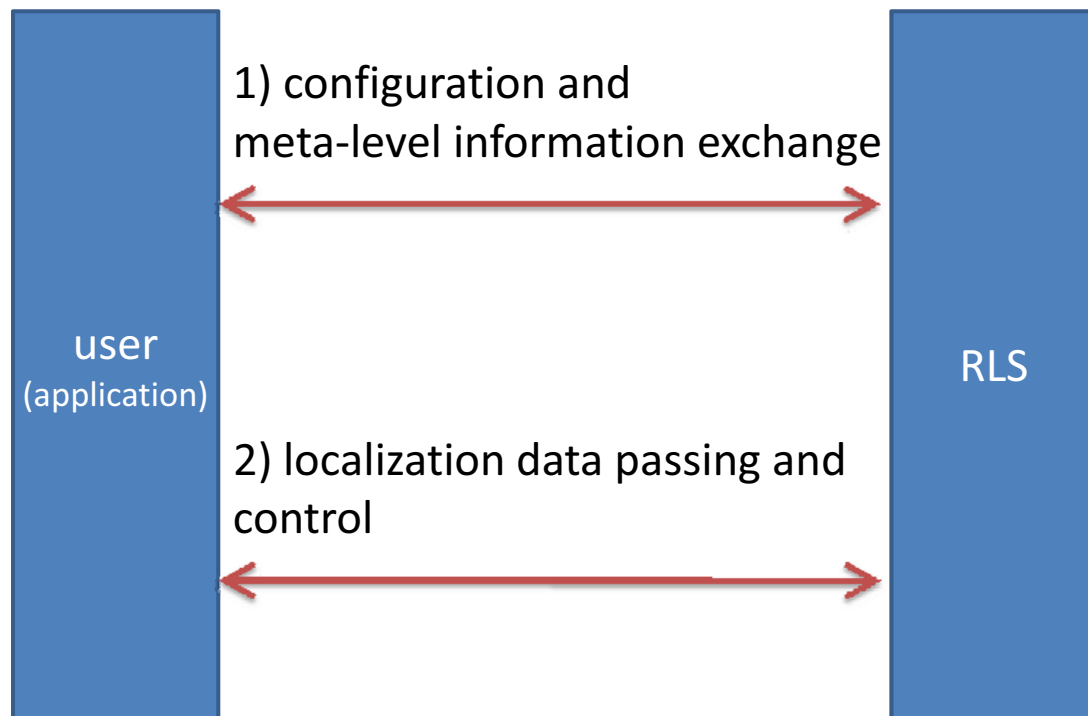 1) configuration and
meta-level information exchange
user
(application)
RLS
2) localization data passing and
control